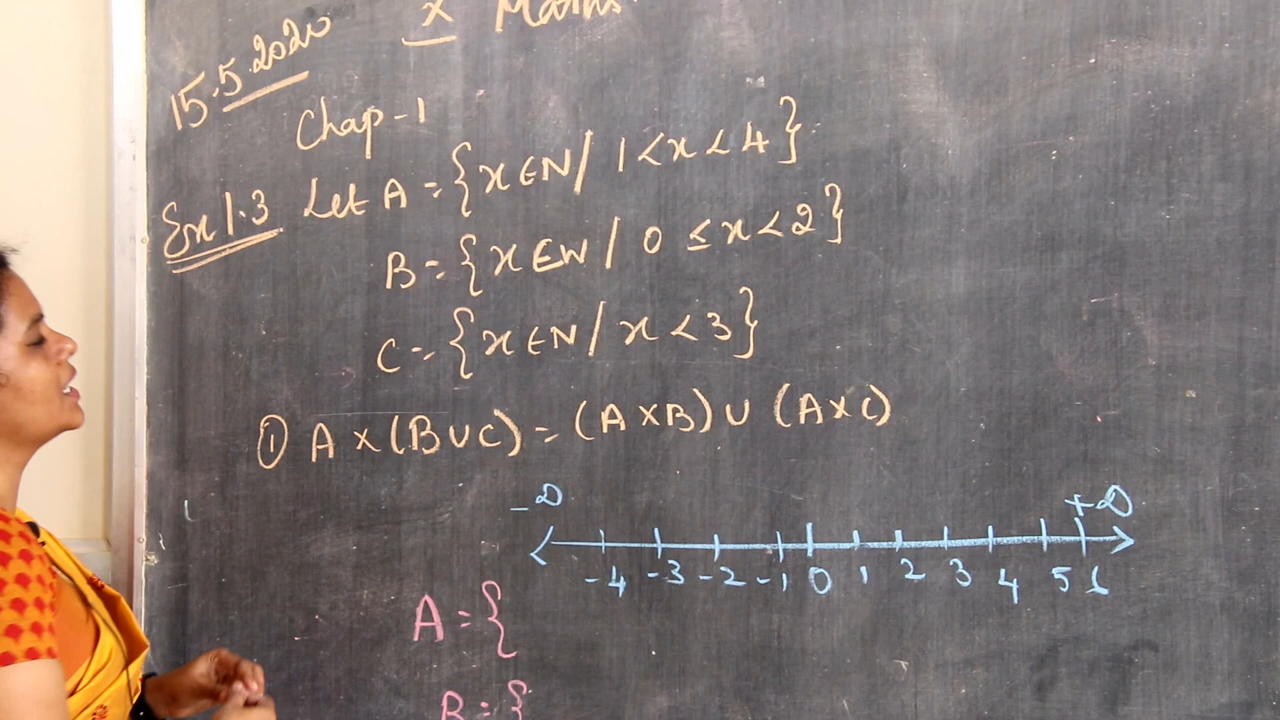 X Maths
15.5.2020
Chap-1
Ex 1.3 Let A = {x∈N/ 1<x<4}
B = {x∈W/ 0≤x<2}
C = {x∈N/ x<3}
① A×(B∪C) = (A×B)∪(A×C)
-∞ +∞
-4 -3 -2 -1 0 1 2 3 4 5 6
A = {
B = {